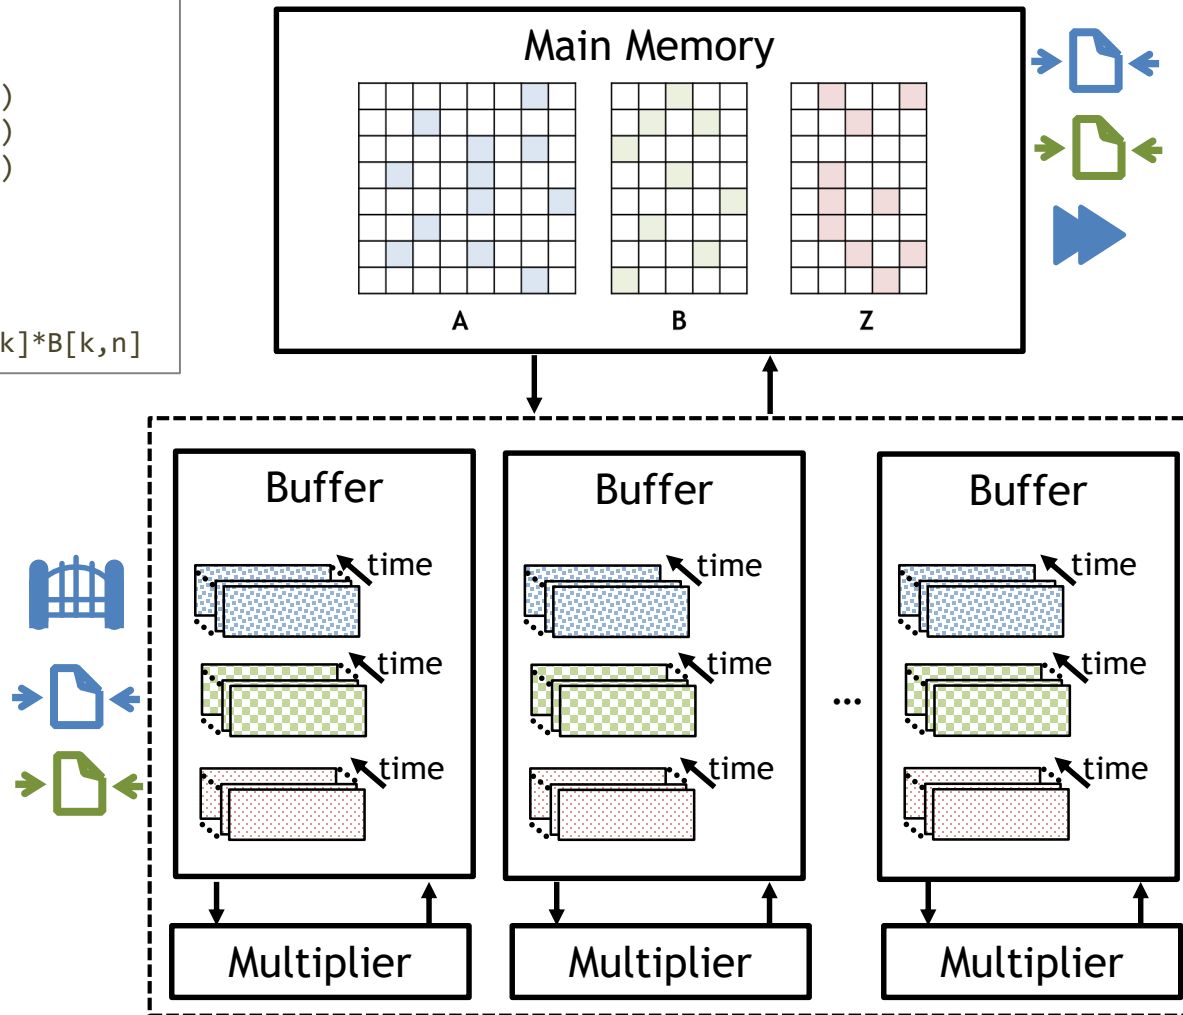 )
)
)
k]*B[k,n]
Main Memory
A
B
Z
Buffer
Buffer
Buffer
time
time
time
time
time
time
...
time
time
time
Multiplier
Multiplier
Multiplier